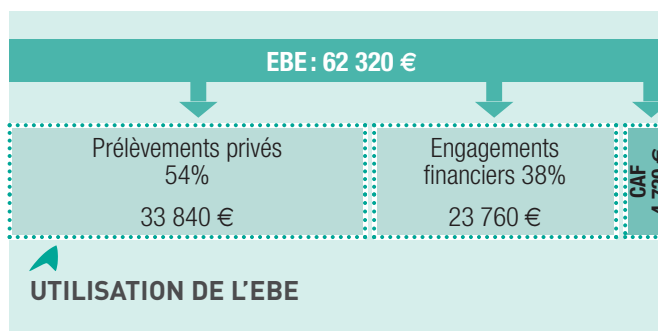 EBE : 62 320 €
Prélèvements privés
54%
33 840 €
Engagements
financiers 38%
23 760 €
CAF
UTILISATION DE L'EBE